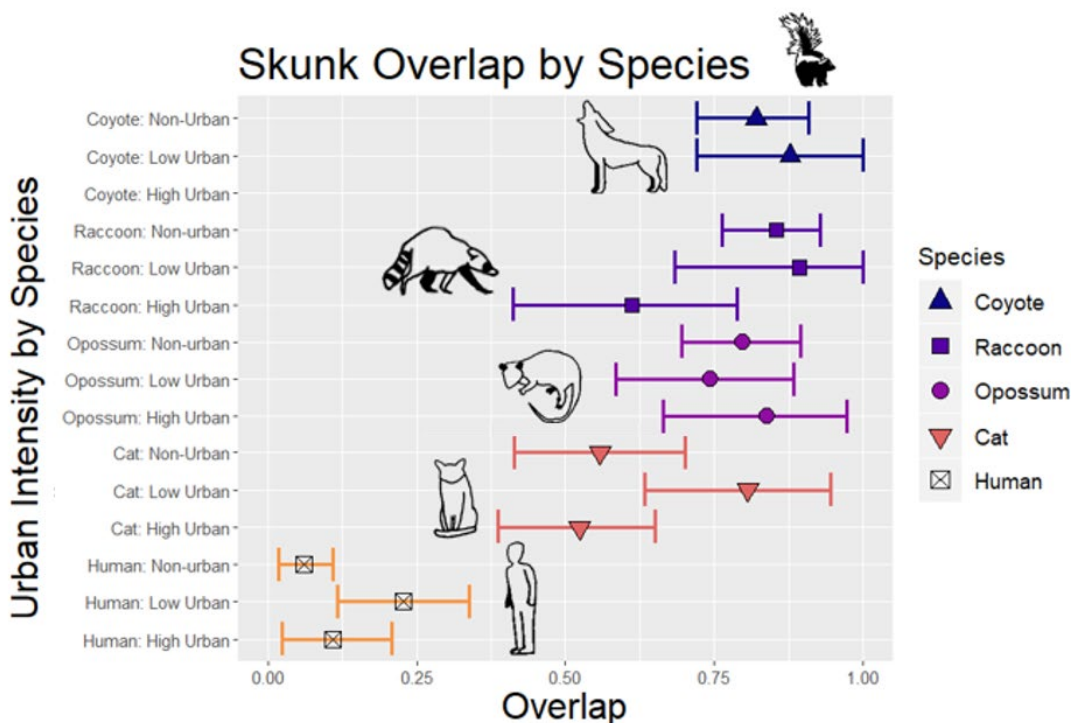 Skunk Overlap by Species
Urban Intensity by Species
Coyote: Non-Urban
Coyote: Low Urban
Coyote: High Urban
Raccoon: Non-urban
Raccoon: Low Urban
Raccoon: High Urban
Opossum: Non-urban
Opossum: Low Urban
Opossum: High Urban
Cat: Non-Urban
Cat: Low Urban
Cat: High Urban
Human: Non-urban
Human: Low Urban
Human: High Urban
0.00 0.25 0.50 0.75 1.00
Overlap
Species
Coyote
Raccoon
Opossum
Cat
Human